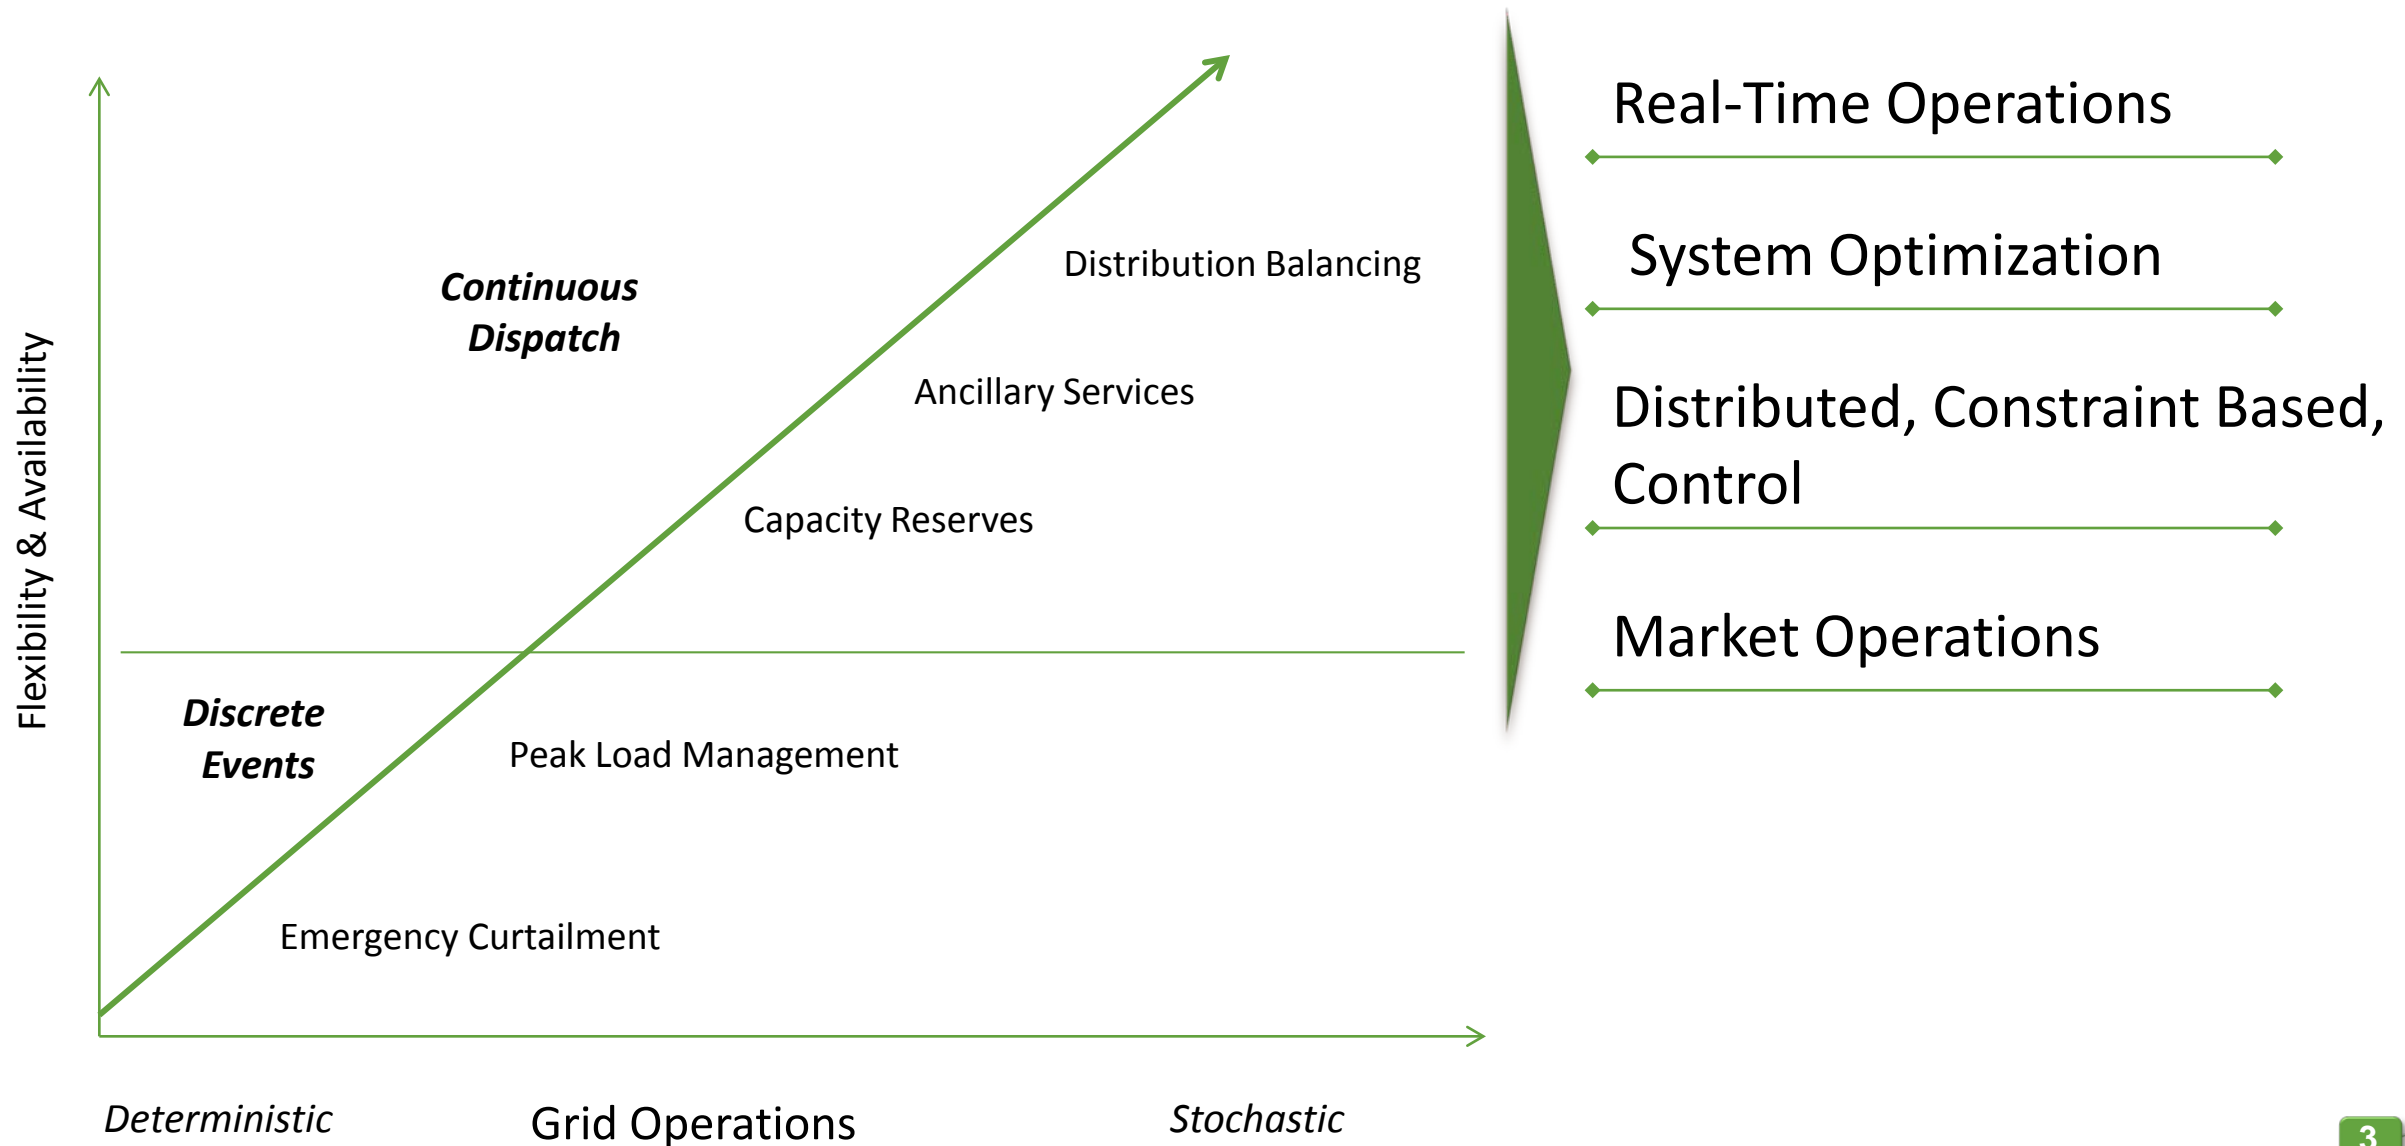 Flexibility & Availability
Continuous
Dispatch
Distribution Balancing
Ancillary Services
Capacity Reserves
Discrete
Events
Peak Load Management
Emergency Curtailment
Deterministic
Grid Operations
Stochastic
Real-Time Operations
System Optimization
Distributed, Constraint Based,
Control
Market Operations
3